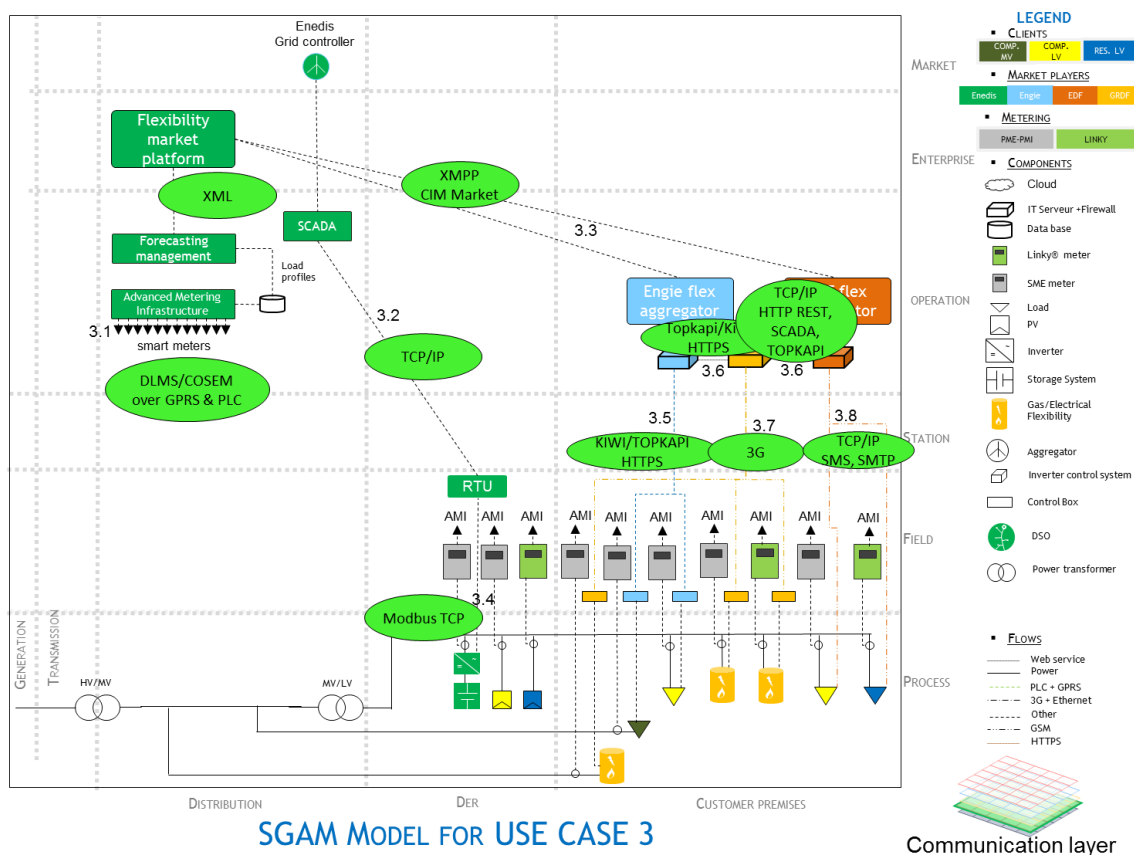 Enedis
Grid controller
MARKET
Flexibility
market
platform
XML
XMPP
CIM Market
ENTERPRISE
SCADA
3.3
Forecasting
management
Load
profiles
Advanced Metering
Infrastructure
3.1
smart meters
3.2
TCP/IP
DLMS/COSEM
over GPRS & PLC
Engie flex
aggregator
flex
tor
Topkapi/Ki
HTTPS
TCP/IP
HTTP REST,
SCADA,
TOPKAPI
3.6
3.6
OPERATION
3.5
3.7
3.8
KIWI/TOPKAPI
HTTPS
3G
TCP/IP
SMS, SMTP
STATION
RTU
AMI
AMI
AMI
AMI
AMI
AMI
AMI
AMI
AMI
AMI
FIELD
3.4
Modbus TCP
GENERATION
TRANSMISSION
HV/MV
MV/LV
PROCESS
DISTRIBUTION
DER
CUSTOMER PREMISES
SGAM MODEL FOR USE CASE 3
LEGEND
▪ CLIENTS
COMP. MV
COMP. LV
RES. LV
▪ MARKET PLAYERS
Enedis
Engie
EDF
GRDF
▪ METERING
PME-PMI
LINKY
▪ COMPONENTS
Cloud
IT Serveur +Firewall
Data base
Linky® meter
SME meter
Load
PV
Inverter
Storage System
Gas/Electrical
Flexibility
Aggregator
Inverter control system
Control Box
DSO
Power transformer
▪ FLOWS
Web service
Power
PLC + GPRS
3G + Ethernet
Other
GSM
HTTPS
Communication layer